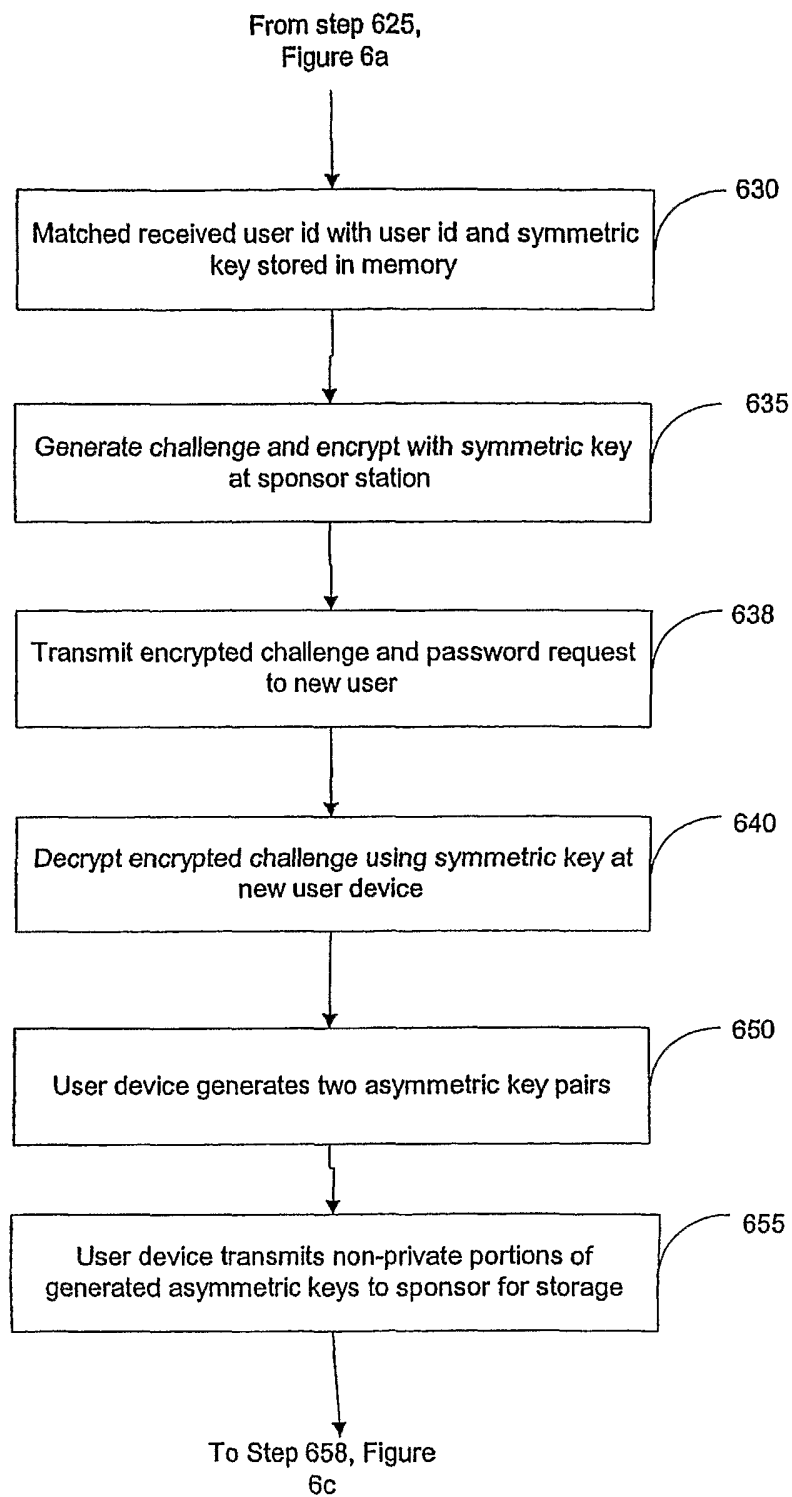 From step 625,
Figure 6a
630
Matched received user id with user id and symmetric
key stored in memory
635
Generate challenge and encrypt with symmetric key
at sponsor station
638
Transmit encrypted challenge and password request
to new user
640
Decrypt encrypted challenge using symmetric key at
new user device
650
User device generates two asymmetric key pairs
655
User device transmits non-private portions of
generated asymmetric keys to sponsor for storage
To Step 658, Figure
6c